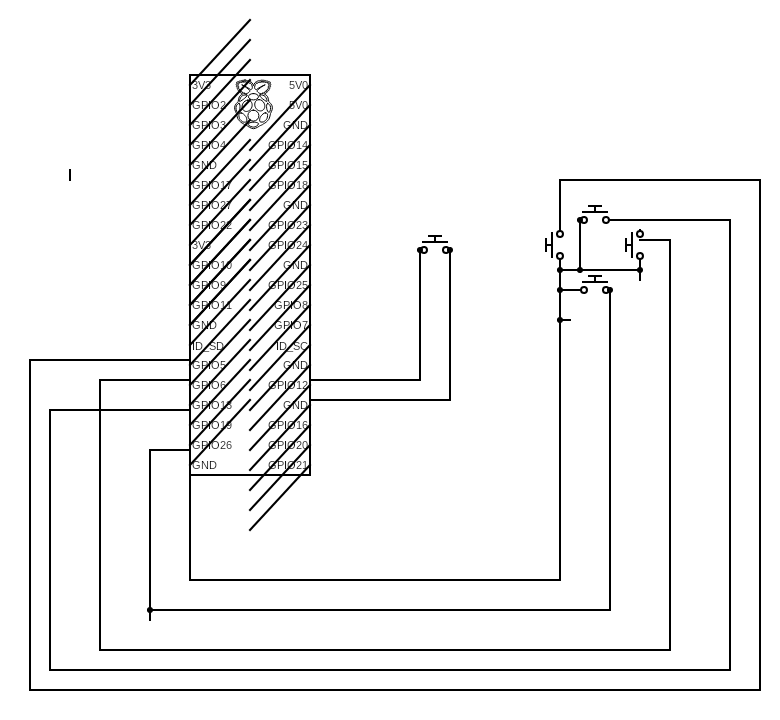 3V3 5V0
GPIO2 5V0
GPIO3 GND
GPIO4 GPIO14
GND GPIO15
GPIO17 GPIO18
GPIO27 GND
GPIO22 GPIO23
3V3 GPIO24
GPIO10 GND
GPIO9 GPIO25
GPIO11 GPIO8
GND GPIO7
ID_SD ID_SC
GPIO5 GND
GPIO6 GPIO12
GPIO13 GND
GPIO19 GPIO16
GPIO26 GPIO20
GND GPIO21